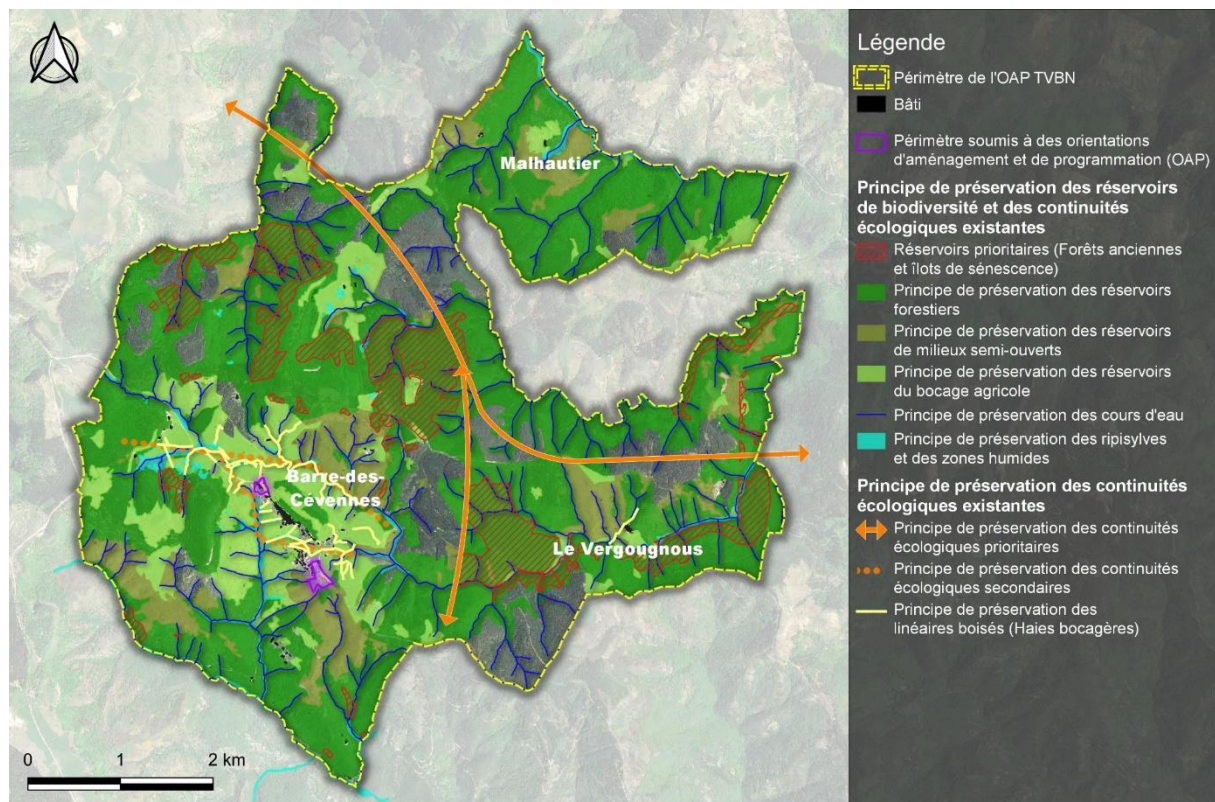 Malhautier
Barre-des-
Cévennes
Le Vergougnous
0 1 2 km
Légende
Périmètre de l'OAP TVBN
Bâti
Périmètre soumis à des orientations
d'aménagement et de programmation (OAP)
Principe de préservation des réservoirs
de biodiversité et des continuités
écologiques existantes
Réservoirs prioritaires (Forêts anciennes
et îlots de sénescence)
Principe de préservation des réservoirs
forestiers
Principe de préservation des réservoirs
de milieux semi-ouverts
Principe de préservation des réservoirs
du bocage agricole
Principe de préservation des cours d'eau
Principe de préservation des ripisylves
et des zones humides
Principe de préservation des continuités
écologiques existantes
Principe de préservation des continuités
écologiques prioritaires
Principe de préservation des continuités
écologiques secondaires
Principe de préservation des
linéaires boisés (Haies bocagères)